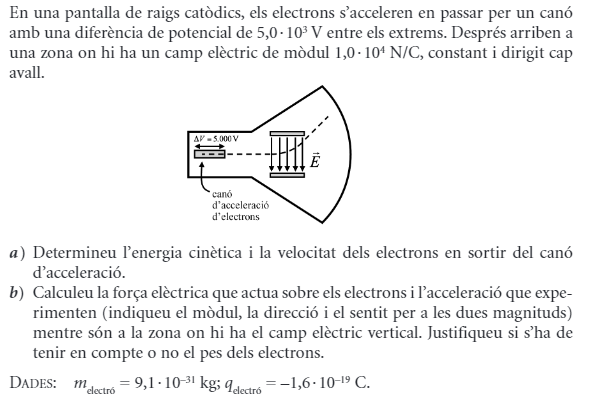 En una pantalla de raigs catòdics, els electrons s'acceleren en passar per un canó
amb una diferència de potencial de 5,0 · 10³ V entre els extrems. Després arriben a
una zona on hi ha un camp elèctric de mòdul 1,0 · 10⁴ N/C, constant i dirigit cap
avall.
ΔV = 5.000 V
E⃗
canó
d'acceleració
d'electrons
a) Determineu l'energia cinètica i la velocitat dels electrons en sortir del canó
d'acceleració.
b) Calculeu la força elèctrica que actua sobre els electrons i l'acceleració que expe-
rimenten (indiqueu el mòdul, la direcció i el sentit per a les dues magnituds)
mentre són a la zona on hi ha el camp elèctric vertical. Justifiqueu si s'ha de
tenir en compte o no el pes dels electrons.
DADES: m electró = 9,1 · 10⁻³¹ kg; q electró = –1,6 · 10⁻¹⁹ C.